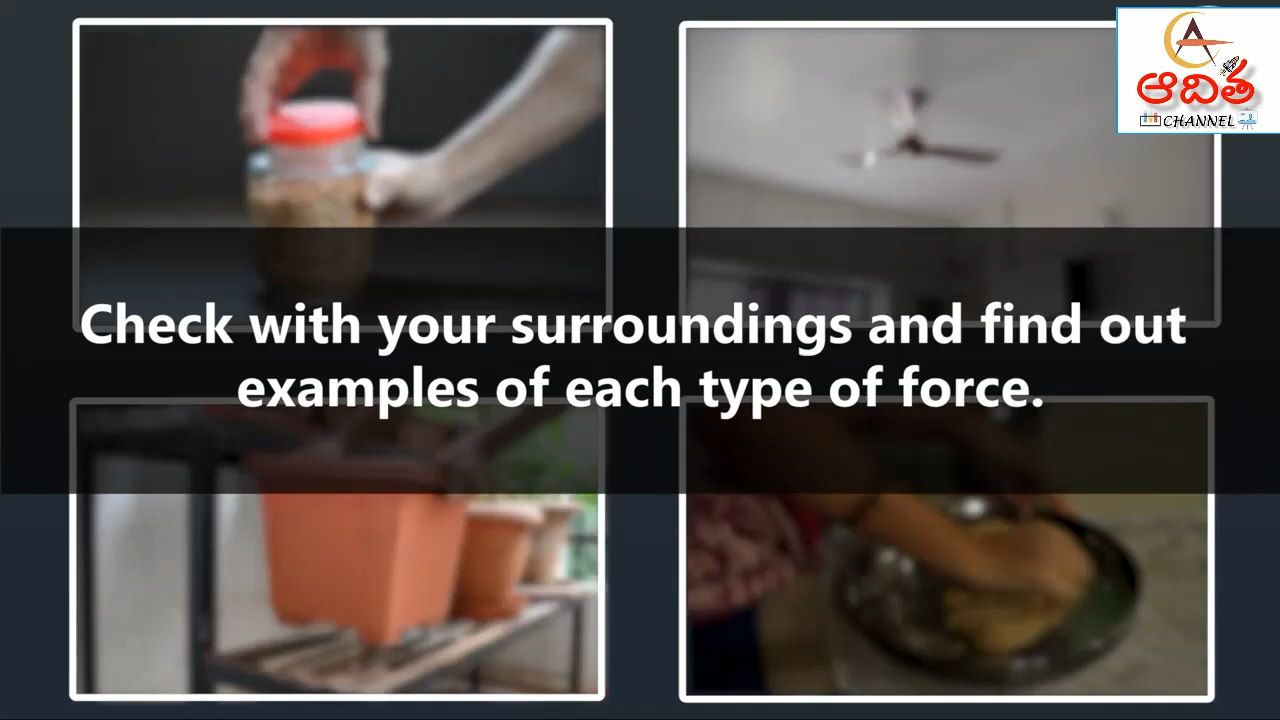 ఆదిత
CHANNEL
Check with your surroundings and find out
examples of each type of force.